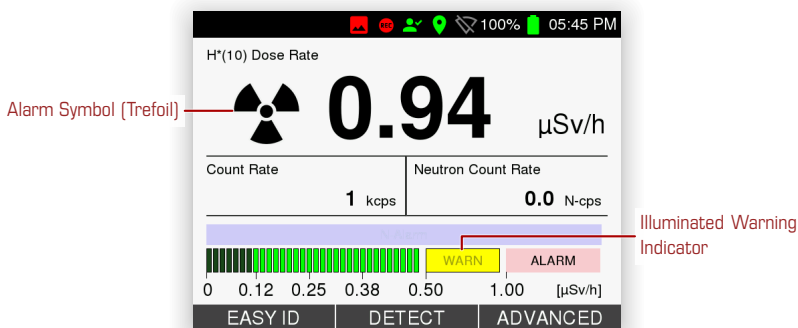 REC 100% 05:45 PM
H*(10) Dose Rate
Alarm Symbol (Trefoil)
0.94 µSv/h
Count Rate
1 kcps
Neutron Count Rate
0.0 N-cps
Illuminated Warning
Indicator
WARN ALARM
0 0.12 0.25 0.38 0.50 1.00 [µSv/h]
EASY ID DETECT ADVANCED